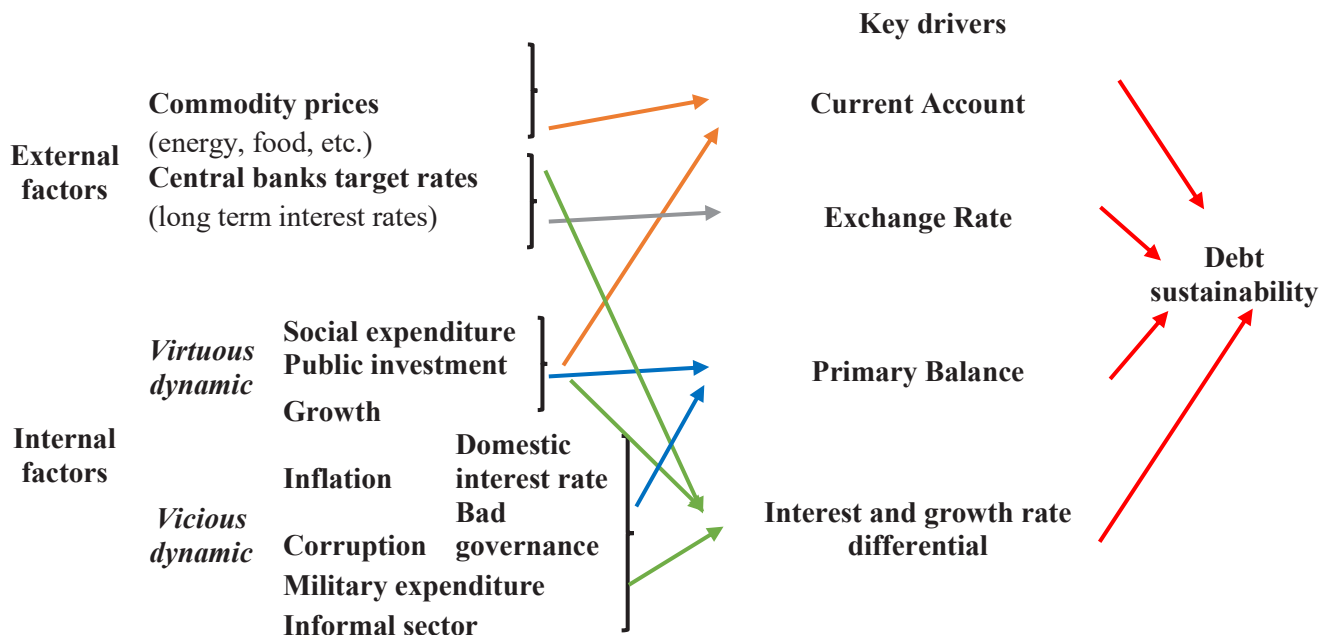 Key drivers
External
factors
Commodity prices
(energy, food, etc.)
Central banks target rates
(long term interest rates)
Current Account
Exchange Rate
Debt
sustainability
Internal
factors
Virtuous
dynamic
Social expenditure
Public investment
Growth
Primary Balance
Vicious
dynamic
Inflation
Domestic
interest rate
Corruption
Bad
governance
Military expenditure
Informal sector
Interest and growth rate
differential